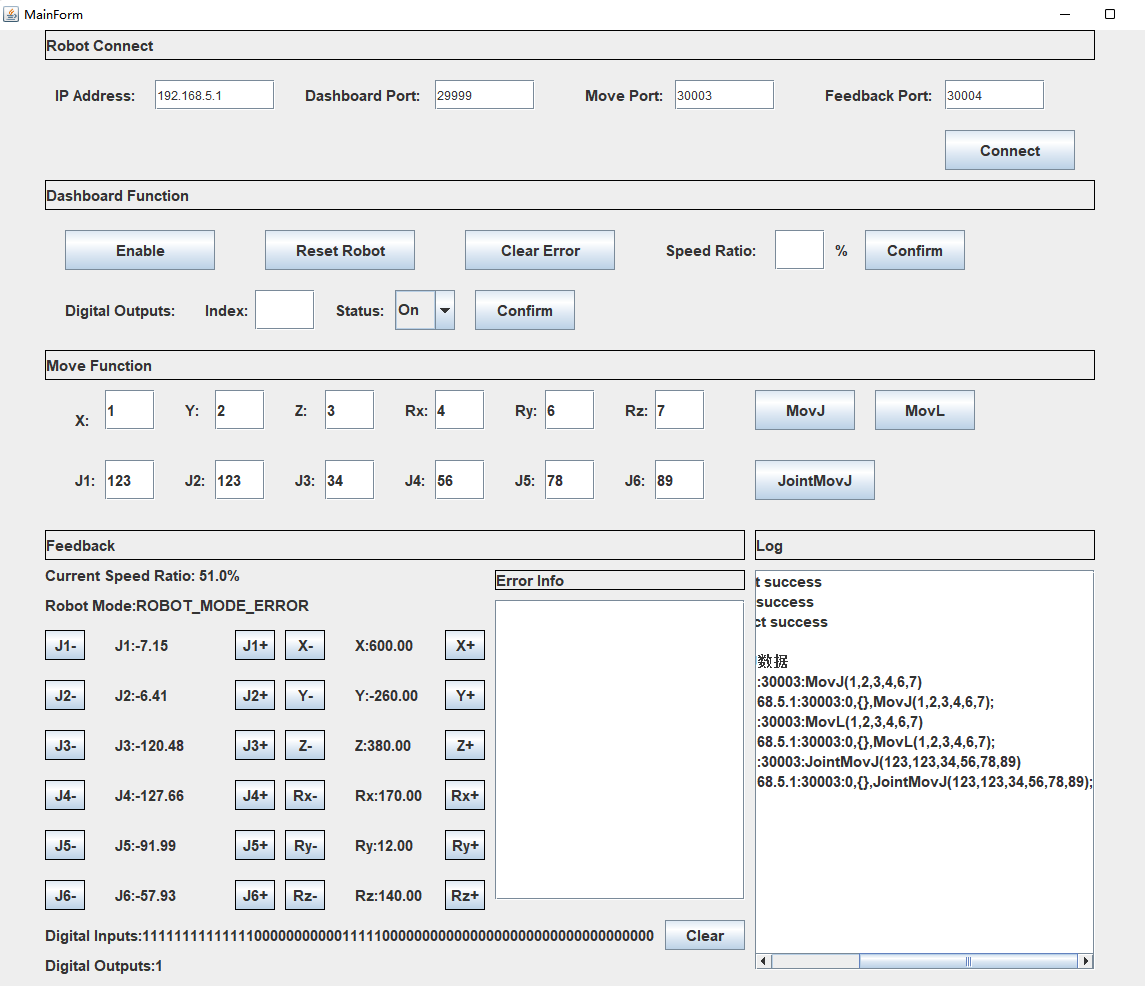 MainForm
Robot Connect
IP Address: 192.168.5.1 Dashboard Port: 29999 Move Port: 30003 Feedback Port: 30004
Connect
Dashboard Function
Enable Reset Robot Clear Error Speed Ratio: % Confirm
Digital Outputs: Index: Status: On Confirm
Move Function
X: 1 Y: 2 Z: 3 Rx: 4 Ry: 6 Rz: 7 MovJ MovL
J1: 123 J2: 123 J3: 34 J4: 56 J5: 78 J6: 89 JointMovJ
Feedback
Current Speed Ratio: 51.0%
Robot Mode:ROBOT_MODE_ERROR
J1- J1:-7.15 J1+ X- X:600.00 X+
J2- J2:-6.41 J2+ Y- Y:-260.00 Y+
J3- J3:-120.48 J3+ Z- Z:380.00 Z+
J4- J4:-127.66 J4+ Rx- Rx:170.00 Rx+
J5- J5:-91.99 J5+ Ry- Ry:12.00 Ry+
J6- J6:-57.93 J6+ Rz- Rz:140.00 Rz+
Digital Outputs:1
Error Info
Clear
Log
t success
success
ct success
数据
:30003:MovJ(1,2,3,4,6,7)
68.5.1:30003:0,{},MovJ(1,2,3,4,6,7);
:30003:MovL(1,2,3,4,6,7)
68.5.1:30003:0,{},MovL(1,2,3,4,6,7);
:30003:JointMovJ(123,123,34,56,78,89)
68.5.1:30003:0,{},JointMovJ(123,123,34,56,78,89);